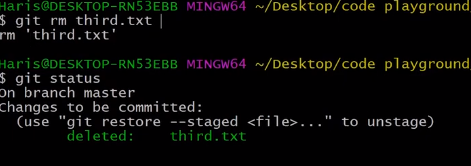 Haris@DESKTOP-RN53EBB MINGW64 ~/Desktop/code playground
$ git rm third.txt
rm 'third.txt'
Haris@DESKTOP-RN53EBB MINGW64 ~/Desktop/code playground
$ git status
On branch master
Changes to be committed:
  (use "git restore --staged <file>..." to unstage)
        deleted:    third.txt